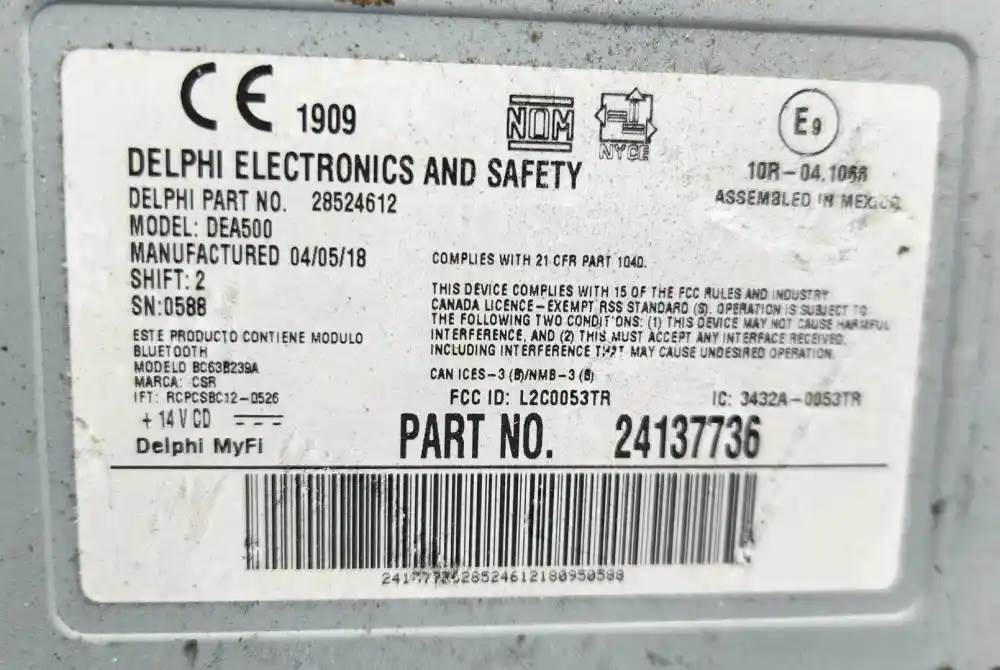 CE 1909
NOM
NYCE
E9
10R-04.1088
ASSEMBLED IN MEXICO
DELPHI ELECTRONICS AND SAFETY
DELPHI PART NO. 28524612
MODEL: DEA500
MANUFACTURED 04/05/18
SHIFT: 2
SN:0588
ESTE PRODUCTO CONTIENE MODULO
BLUETOOTH
MODELO BC63B239A
MARCA: CSR
IFT: RCPCSBC12-0526
+ 14 V CD
Delphi MyFi
COMPLIES WITH 21 CFR PART 1040.
THIS DEVICE COMPLIES WITH 15 OF THE FCC RULES AND INDUSTRY
CANADA LICENCE-EXEMPT RSS STANDARD (S). OPERATION IS SUBJECT TO
THE FOLLOWING TWO CONDITIONS: (1) THIS DEVICE MAY NOT CAUSE HARMFUL
INTERFERENCE, AND (2) THIS MUST ACCEPT ANY INTERFACE RECEIVED,
INCLUDING INTERFERENCE THAT MAY CAUSE UNDESIRED OPERATION.
CAN ICES-3 (B)/NMB-3 (B)
FCC ID: L2C0053TR IC: 3432A-0053TR
PART NO. 24137736